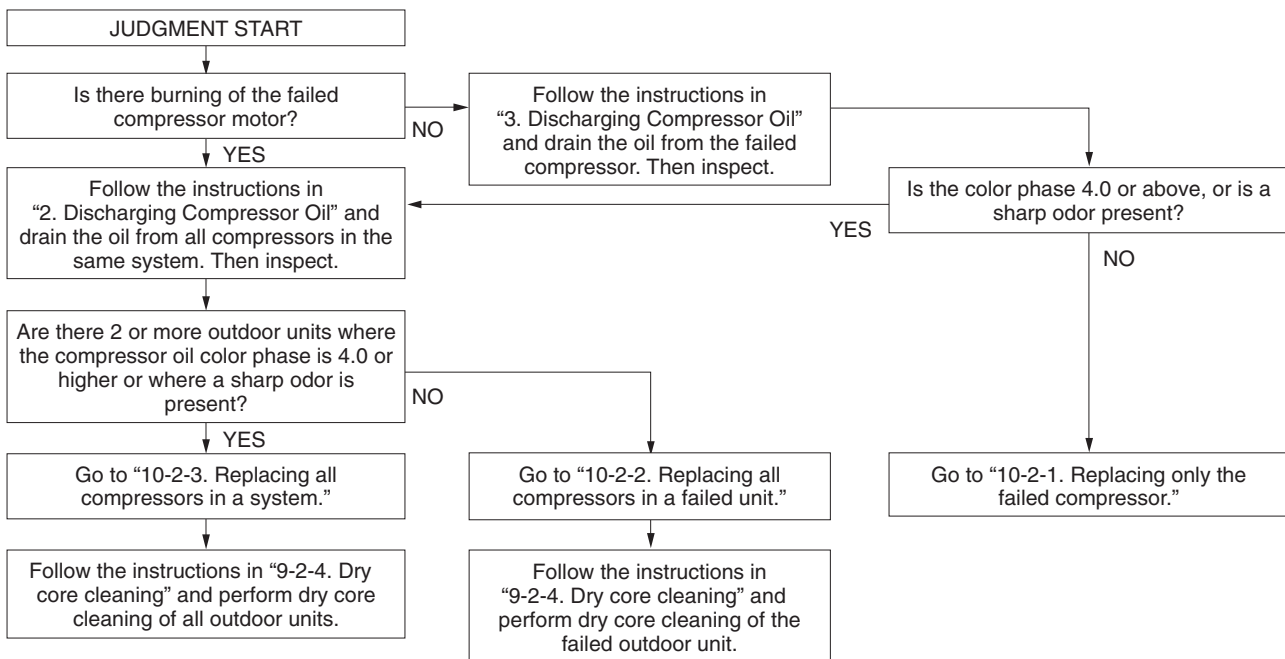 JUDGMENT START
Is there burning of the failed
compressor motor?
NO
YES
Follow the instructions in
“3. Discharging Compressor Oil”
and drain the oil from the failed
compressor. Then inspect.
Is the color phase 4.0 or above, or is a
sharp odor present?
YES
NO
Follow the instructions in
“2. Discharging Compressor Oil” and
drain the oil from all compressors in the
same system. Then inspect.
Are there 2 or more outdoor units where
the compressor oil color phase is 4.0 or
higher or where a sharp odor is
present?
NO
YES
Go to “10-2-3. Replacing all
compressors in a system.”
Go to “10-2-2. Replacing all
compressors in a failed unit.”
Go to “10-2-1. Replacing only the
failed compressor.”
Follow the instructions in “9-2-4. Dry
core cleaning” and perform dry core
cleaning of all outdoor units.
Follow the instructions in
“9-2-4. Dry core cleaning” and
perform dry core cleaning of the
failed outdoor unit.